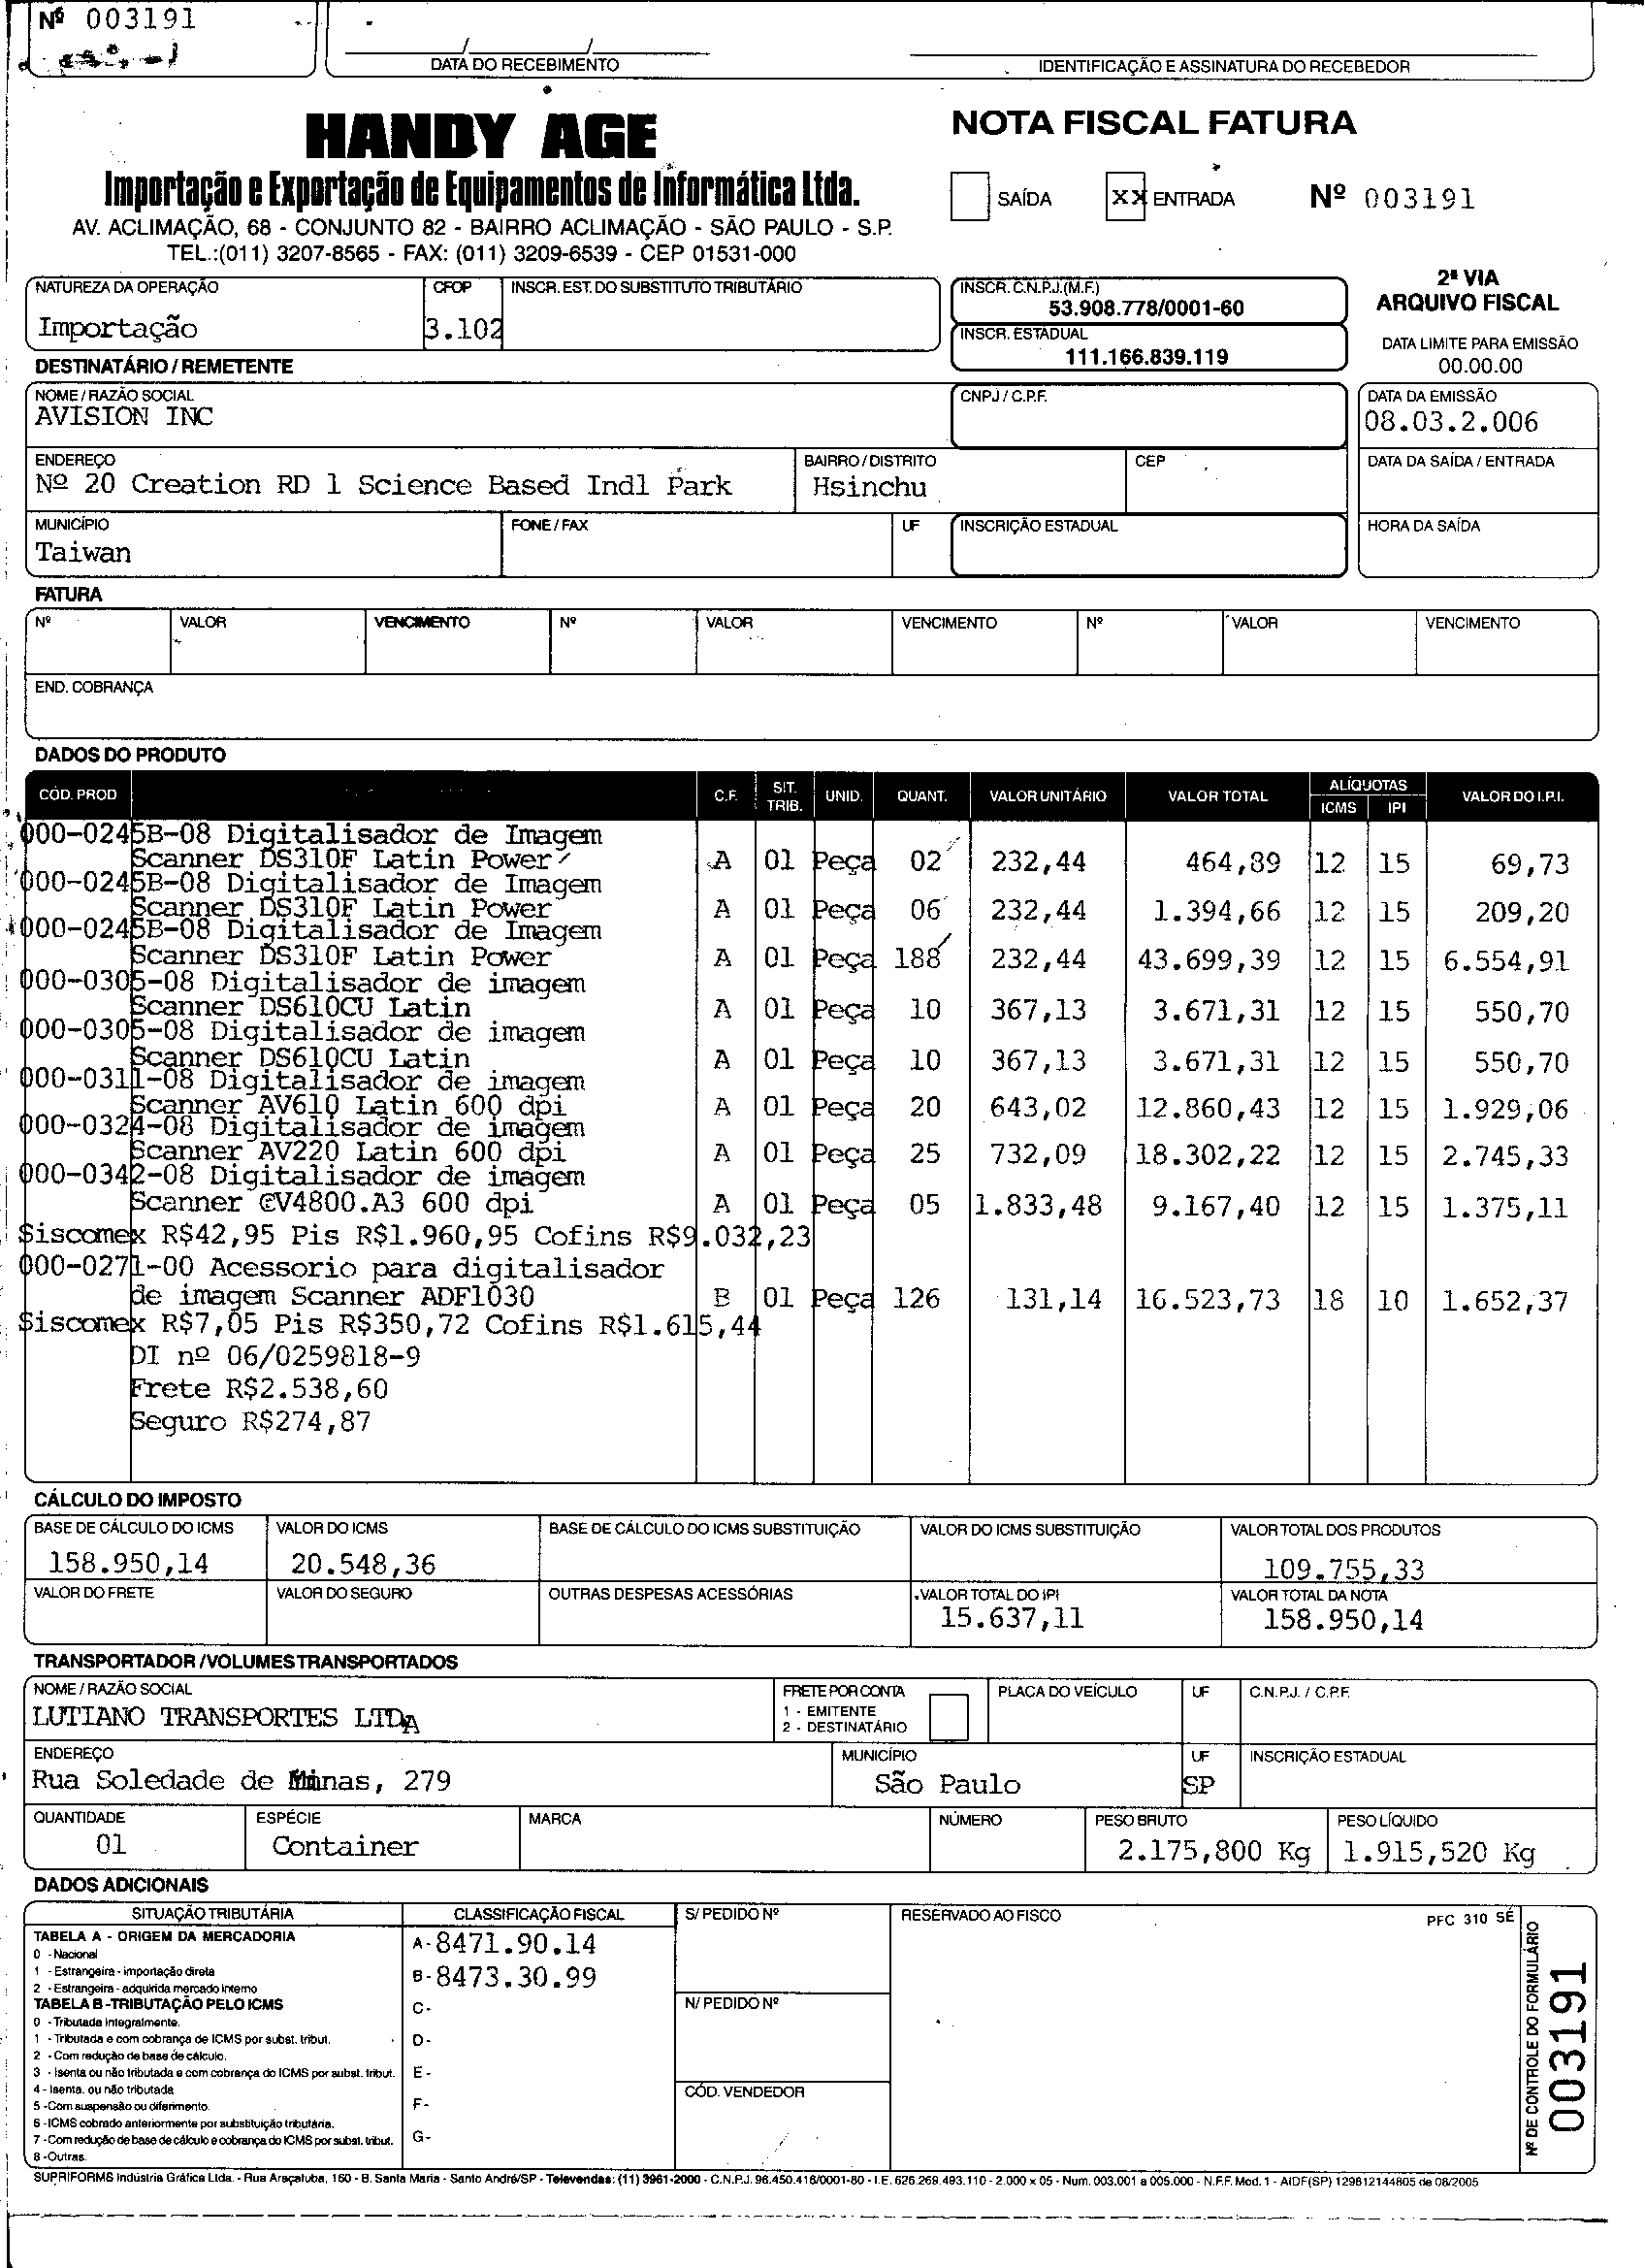 Nº 003191
DATA DO RECEBIMENTO
IDENTIFICAÇÃO E ASSINATURA DO RECEBEDOR
HANDY AGE
Importação e Exportação de Equipamentos de Informática Ltda.
AV. ACLIMAÇÃO, 68 - CONJUNTO 82 - BAIRRO ACLIMAÇÃO - SÃO PAULO - S.P.
TEL.:(011) 3207-8565 - FAX: (011) 3209-6539 - CEP 01531-000
NOTA FISCAL FATURA
SAÍDA XX ENTRADA Nº 003191
2ª VIA
ARQUIVO FISCAL
DATA LIMITE PARA EMISSÃO
00.00.00
NATUREZA DA OPERAÇÃO CFOP INSCR. EST. DO SUBSTITUTO TRIBUTÁRIO INSCR. C.N.P.J.(M.F.)
Importação 3.102 53.908.778/0001-60
INSCR. ESTADUAL
111.166.839.119
DESTINATÁRIO / REMETENTE
NOME / RAZÃO SOCIAL CNPJ / C.P.F. DATA DA EMISSÃO
AVISION INC 08.03.2.006
ENDEREÇO BAIRRO / DISTRITO CEP DATA DA SAÍDA / ENTRADA
Nº 20 Creation RD 1 Science Based Indl Park Hsinchu
MUNICÍPIO FONE / FAX UF INSCRIÇÃO ESTADUAL HORA DA SAÍDA
Taiwan
FATURA
Nº VALOR VENCIMENTO Nº VALOR VENCIMENTO Nº VALOR VENCIMENTO
END. COBRANÇA
DADOS DO PRODUTO
CÓD. PROD C.F. SIT. TRIB. UNID. QUANT. VALOR UNITÁRIO VALOR TOTAL ALÍQUOTAS ICMS IPI VALOR DO I.P.I.
000-0245B-08 Digitalisador de Imagem
Scanner DS310F Latin Power A 01 Peça 02 232,44 464,89 12 15 69,73
000-0245B-08 Digitalisador de Imagem
Scanner DS310F Latin Power A 01 Peça 06 232,44 1.394,66 12 15 209,20
000-0245B-08 Digitalisador de Imagem
Scanner DS310F Latin Power A 01 Peça 188 232,44 43.699,39 12 15 6.554,91
000-0305-08 Digitalisador de imagem
Scanner DS610CU Latin A 01 Peça 10 367,13 3.671,31 12 15 550,70
000-0305-08 Digitalisador de imagem
Scanner DS610CU Latin A 01 Peça 10 367,13 3.671,31 12 15 550,70
000-0311-08 Digitalisador de imagem
Scanner AV610 Latin 600 dpi A 01 Peça 20 643,02 12.860,43 12 15 1.929,06
000-0324-08 Digitalisador de imagem
Scanner AV220 Latin 600 dpi A 01 Peça 25 732,09 18.302,22 12 15 2.745,33
000-0342-08 Digitalisador de imagem
Scanner CV4800.A3 600 dpi A 01 Peça 05 1.833,48 9.167,40 12 15 1.375,11
Siscomex R$42,95 Pis R$1.960,95 Cofins R$9.032,23
000-0271-00 Acessorio para digitalisador
de imagem Scanner ADF1030 B 01 Peça 126 131,14 16.523,73 18 10 1.652,37
Siscomex R$7,05 Pis R$350,72 Cofins R$1.615,44
DI nº 06/0259818-9
Frete R$2.538,60
Seguro R$274,87
CÁLCULO DO IMPOSTO
BASE DE CÁLCULO DO ICMS VALOR DO ICMS BASE DE CÁLCULO DO ICMS SUBSTITUIÇÃO VALOR DO ICMS SUBSTITUIÇÃO VALOR TOTAL DOS PRODUTOS
158.950,14 20.548,36 109.755,33
VALOR DO FRETE VALOR DO SEGURO OUTRAS DESPESAS ACESSÓRIAS VALOR TOTAL DO IPI VALOR TOTAL DA NOTA
15.637,11 158.950,14
TRANSPORTADOR / VOLUMES TRANSPORTADOS
NOME / RAZÃO SOCIAL FRETE POR CONTA PLACA DO VEÍCULO UF C.N.P.J. / C.P.F.
LUTIANO TRANSPORTES LTDA
1 - EMITENTE
2 - DESTINATÁRIO
ENDEREÇO MUNICÍPIO UF INSCRIÇÃO ESTADUAL
Rua Soledade de Minas, 279 São Paulo SP
QUANTIDADE ESPÉCIE MARCA NÚMERO PESO BRUTO PESO LÍQUIDO
01 Container 2.175,800 Kg 1.915,520 Kg
DADOS ADICIONAIS
SITUAÇÃO TRIBUTÁRIA CLASSIFICAÇÃO FISCAL S/ PEDIDO Nº RESERVADO AO FISCO PFC 310 SÉ
TABELA A - ORIGEM DA MERCADORIA
0 - Nacional
1 - Estrangeira - importação direta
2 - Estrangeira - adquirida mercado interno
TABELA B - TRIBUTAÇÃO PELO ICMS
0 - Tributada integralmente.
1 - Tributada e com cobrança de ICMS por subst. tribut.
2 - Com redução de base de cálculo.
3 - Isenta ou não tributada e com cobrança do ICMS por subst. tribut.
4 - Isenta. ou não tributada
5 - Com suspensão ou diferimento.
6 - ICMS cobrado anteriormente por substituição tributária.
7 - Com redução de base de cálculo e cobrança do ICMS por subst. tribut.
8 - Outras.
A - 8471.90.14
B - 8473.30.99
C -
D -
E -
F -
G -
N/ PEDIDO Nº
CÓD. VENDEDOR
Nº DE CONTROLE DO FORMULÁRIO
003191
SUPRIFORMS Indústria Gráfica Ltda. - Rua Araçatuba, 160 - B. Santa Maria - Santo André/SP - Televendas: (11) 3961-2000 - C.N.P.J. 96.450.416/0001-80 - I.E. 626.269.493.110 - 2.000 x 05 - Num. 003.001 a 005.000 - N.F.F. Mod. 1 - AIDF(SP) 129812144805 de 08/2005